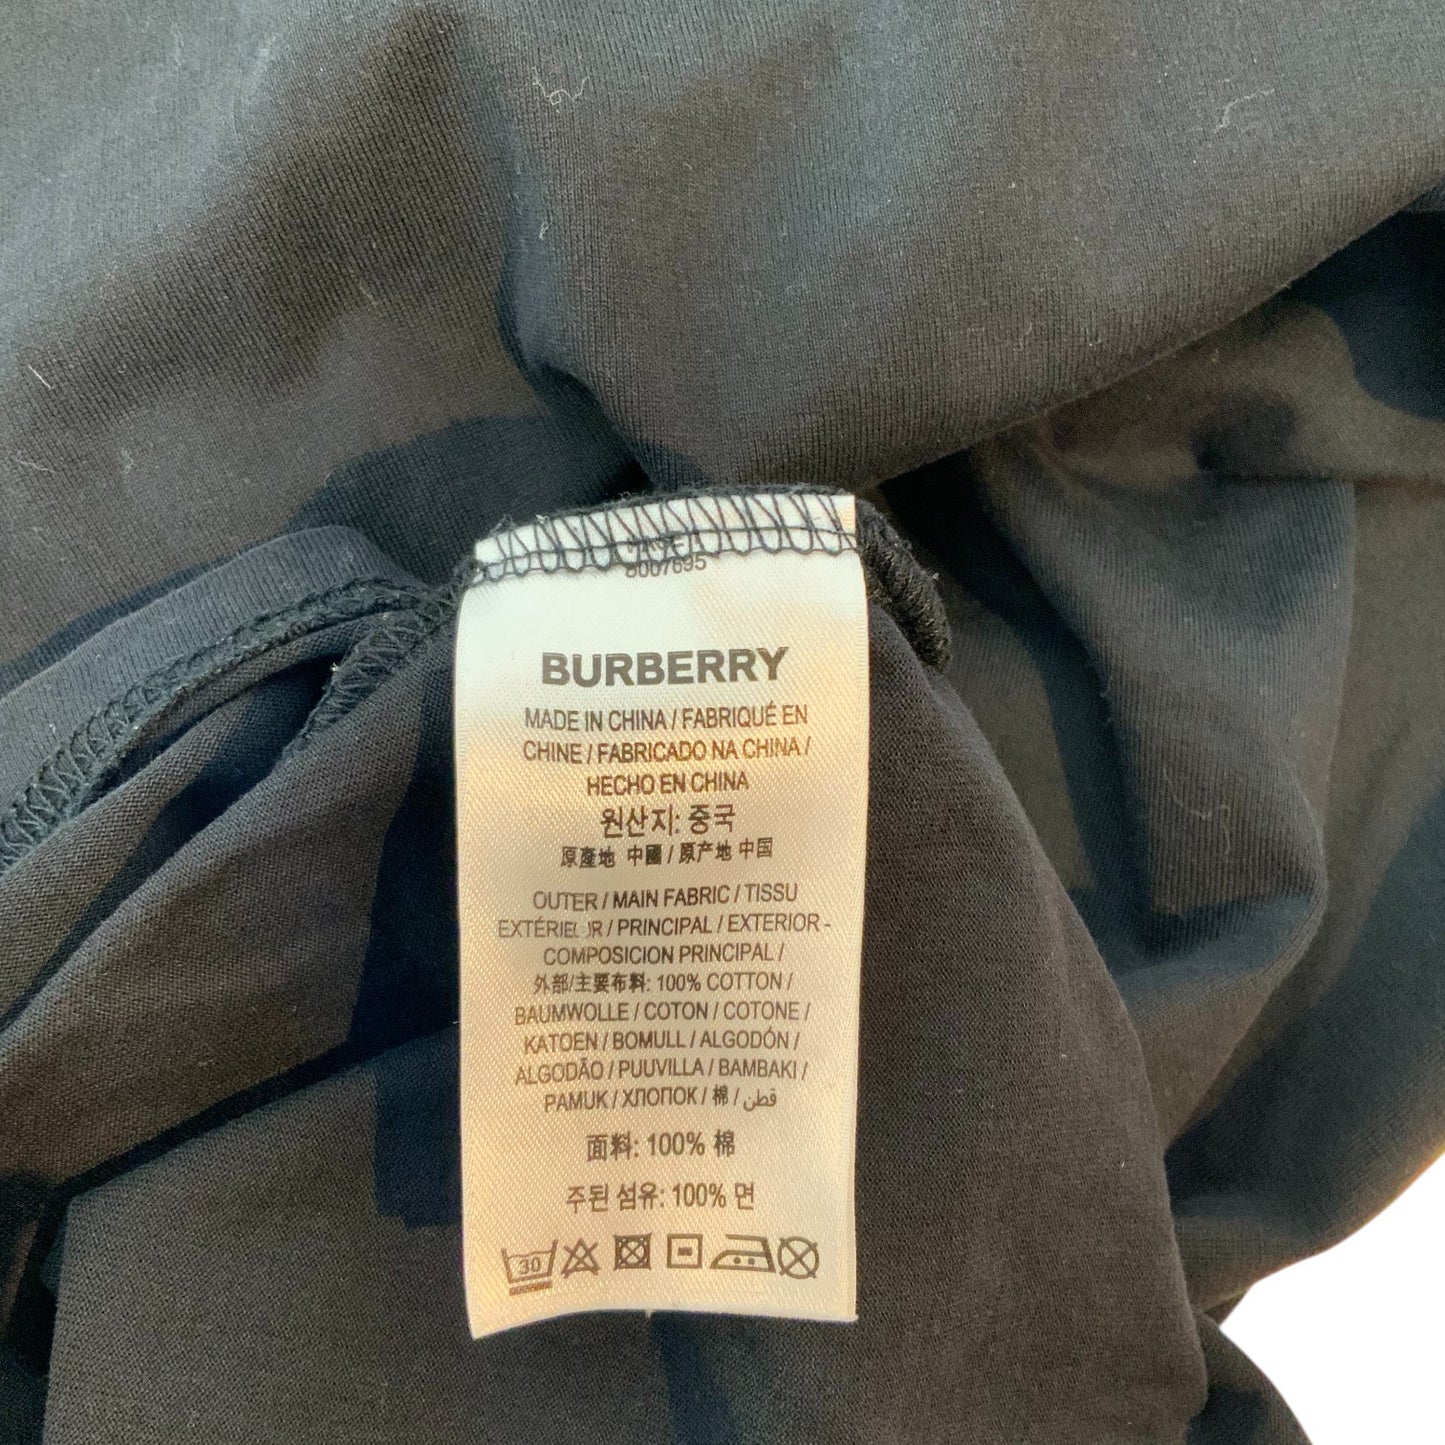 8007695
BURBERRY
MADE IN CHINA / FABRIQUÉ EN
CHINE / FABRICADO NA CHINA /
HECHO EN CHINA
원산지: 중국
原產地 中國 / 原产地 中国
OUTER / MAIN FABRIC / TISSU
EXTÉRIEUR / PRINCIPAL / EXTERIOR -
COMPOSICION PRINCIPAL /
外部/主要布料: 100% COTTON /
BAUMWOLLE / COTON / COTONE /
KATOEN / BOMULL / ALGODÓN /
ALGODÃO / PUUVILLA / BAMBAKI /
PAMUK / ХЛОПОК / 棉 / قطن
面料: 100% 棉
주된 섬유: 100% 면
30